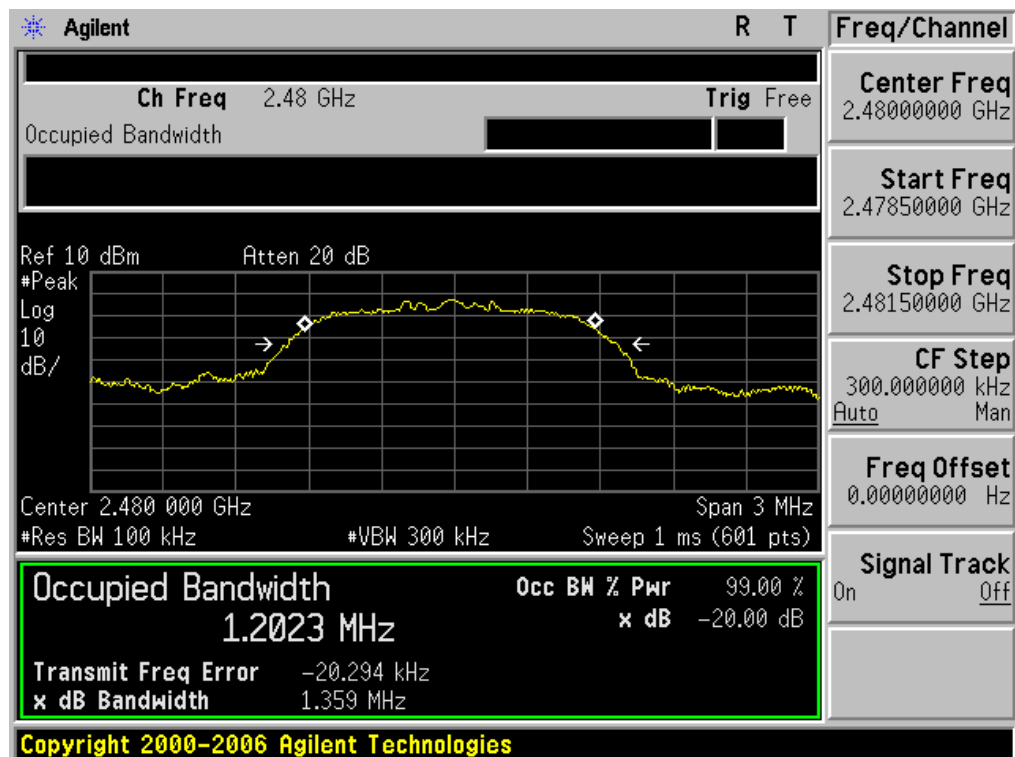 Agilent R T Freq/Channel
Ch Freq 2.48 GHz Trig Free
Occupied Bandwidth
Center Freq
2.48000000 GHz
Start Freq
2.47850000 GHz
Stop Freq
2.48150000 GHz
CF Step
300.000000 kHz
Auto Man
Freq Offset
0.00000000 Hz
Signal Track
On Off
Ref 10 dBm Atten 20 dB
#Peak
Log
10
dB/
Center 2.480 000 GHz Span 3 MHz
#Res BW 100 kHz #VBW 300 kHz Sweep 1 ms (601 pts)
Occupied Bandwidth Occ BW % Pwr 99.00 %
1.2023 MHz x dB -20.00 dB
Transmit Freq Error -20.294 kHz
x dB Bandwidth 1.359 MHz
Copyright 2000-2006 Agilent Technologies